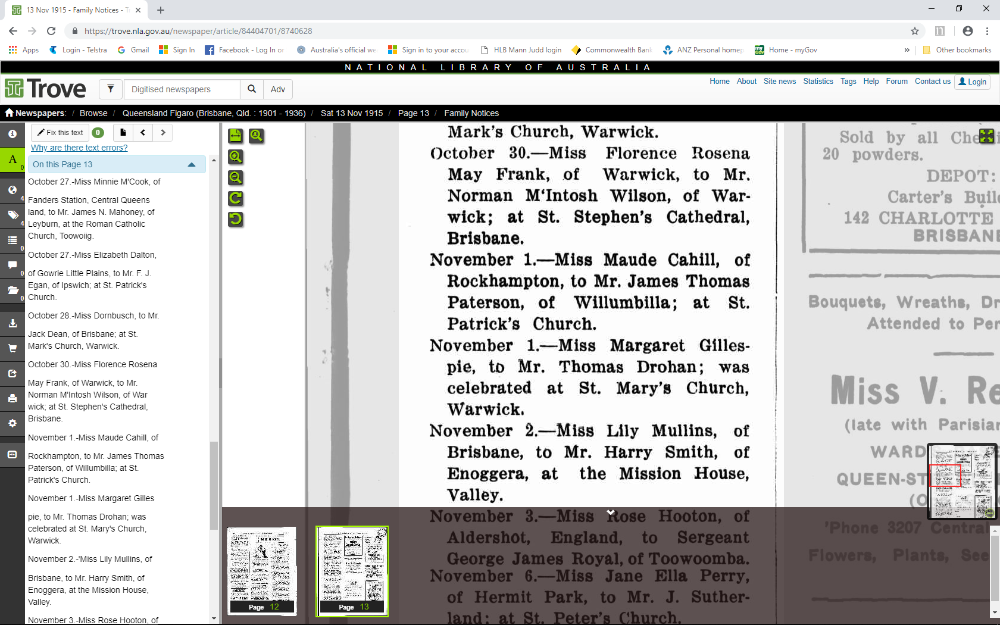 13 Nov 1915 - Family Notices - T
https://trove.nla.gov.au/newspaper/article/84404701/8740628
Apps Login - Telstra Gmail Sign In Facebook - Log In or Australia's official we Sign in to your accou HLB Mann Judd login Commonwealth Bank ANZ Personal homep Home - myGov » Other bookmarks
NATIONAL LIBRARY OF AUSTRALIA
Trove Digitised newspapers Adv Home About Site news Statistics Tags Help Forum Contact us Login
Newspapers: / Browse / Queensland Figaro (Brisbane, Qld. : 1901 - 1936) / Sat 13 Nov 1915 / Page 13 / Family Notices
Fix this text 0
Why are there text errors?
A 0
4
4
0
0
0
On this Page 13
October 27.-Miss Minnie M'Cook, of
Fanders Station, Central Queens
land, to Mr. James N. Mahoney, of
Leyburn, at the Roman Catholic
Church, Toowoiig.
October 27.-Miss Elizabeth Dalton,
of Gowrie Little Plains, to Mr. F. J.
Egan, of Ipswich; at St. Patrick's
Church.
October 28.-Miss Dornbusch, to Mr.
Jack Dean, of Brisbane; at St.
Mark's Church, Warwick.
October 30.-Miss Florence Rosena
May Frank, of Warwick, to Mr.
Norman M'Intosh Wilson, of War
wick; at St. Stephen's Cathedral,
Brisbane.
November 1.-Miss Maude Cahill, of
Rockhampton, to Mr. James Thomas
Paterson, of Willumbilla; at St.
Patrick's Church.
November 1.-Miss Margaret Gilles
pie, to Mr. Thomas Drohan; was
celebrated at St. Mary's Church,
Warwick.
November 2.-'Miss Lily Mullins, of
Brisbane, to Mr. Harry Smith, of
Enoggera, at the Mission House,
Valley.
November 3.-Miss Rose Hooton, of
Mark's Church, Warwick.
October 30.—Miss Florence Rosena
May Frank, of Warwick, to Mr.
Norman M'Intosh Wilson, of War-
wick; at St. Stephen's Cathedral,
Brisbane.
November 1.—Miss Maude Cahill, of
Rockhampton, to Mr. James Thomas
Paterson, of Willumbilla; at St.
Patrick's Church.
November 1.—Miss Margaret Gilles-
pie, to Mr. Thomas Drohan; was
celebrated at St. Mary's Church,
Warwick.
November 2.—Miss Lily Mullins, of
Brisbane, to Mr. Harry Smith, of
Enoggera, at the Mission House,
Valley.
November 3.—Miss Rose Hooton, of
Aldershot, England, to Sergeant
George James Royal, of Toowoomba.
November 6.—Miss Jane Ella Perry,
of Hermit Park, to Mr. J. Suther-
land; at St. Peter's Church.
Sold by all Che
20 powders.
DEPOT:
Carter's Buil
142 CHARLOTTE
BRISBANE
Bouquets, Wreaths, Dr
Attended to Per
Miss V. Re
(late with Parisian
WARD
QUEEN-ST
(O
'Phone 3207 Central
Flowers, Plants, See
Page 12
Page 13